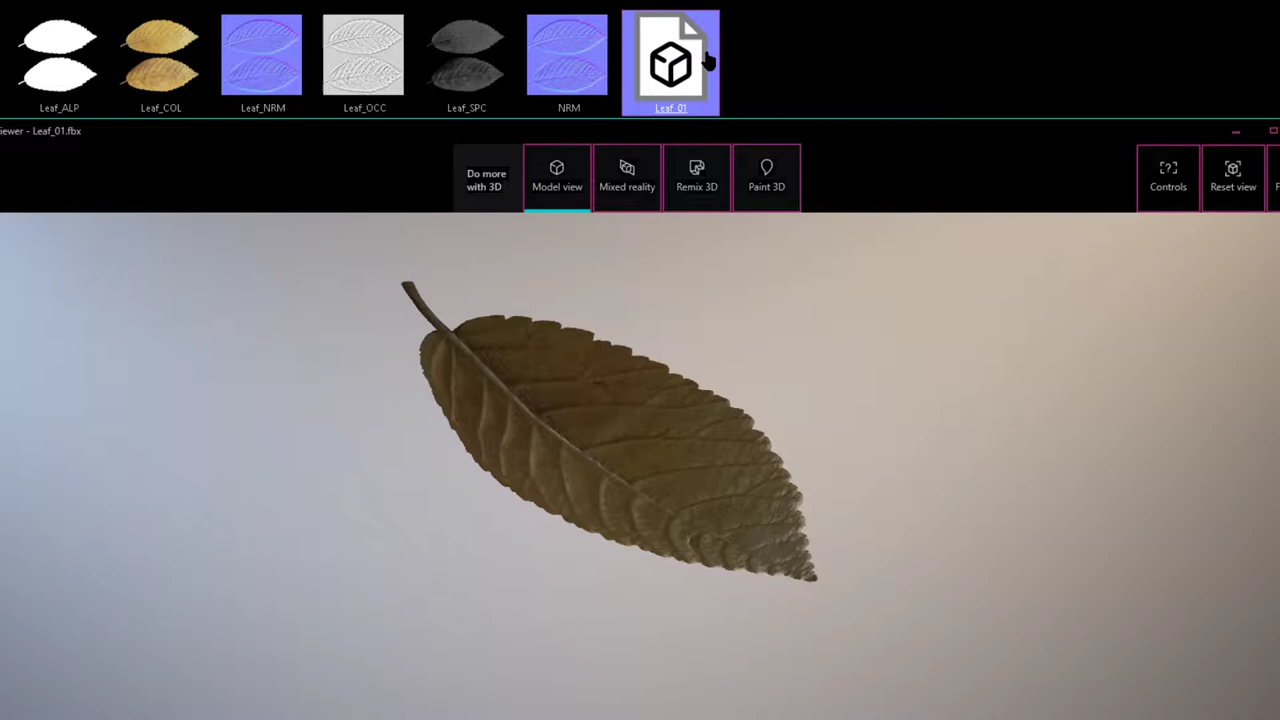 Leaf_ALP
Leaf_COL
Leaf_NRM
Leaf_OCC
Leaf_SPC
NRM
Leaf_01
iewer - Leaf_01.fbx
Do more
with 3D
Model view
Mixed reality
Remix 3D
Paint 3D
Controls
Reset view
F